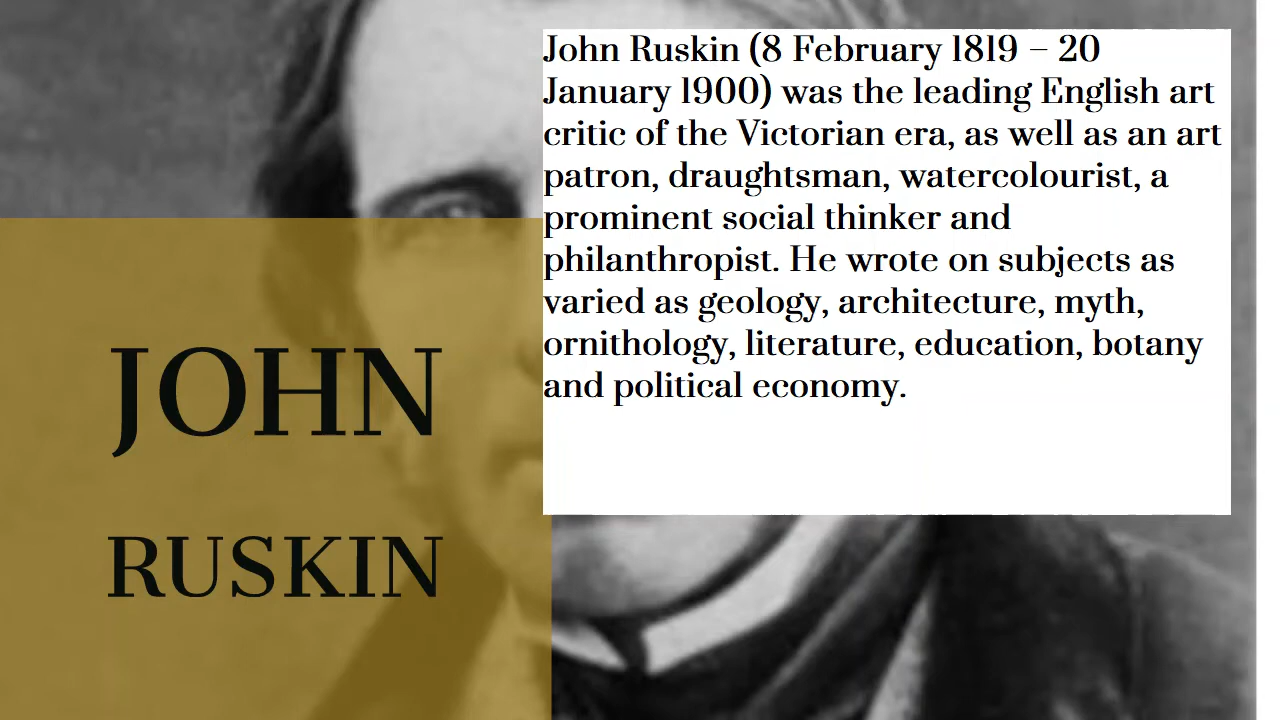 John Ruskin (8 February 1819 – 20
January 1900) was the leading English art
critic of the Victorian era, as well as an art
patron, draughtsman, watercolourist, a
prominent social thinker and
philanthropist. He wrote on subjects as
varied as geology, architecture, myth,
ornithology, literature, education, botany
and political economy.
JOHN
RUSKIN